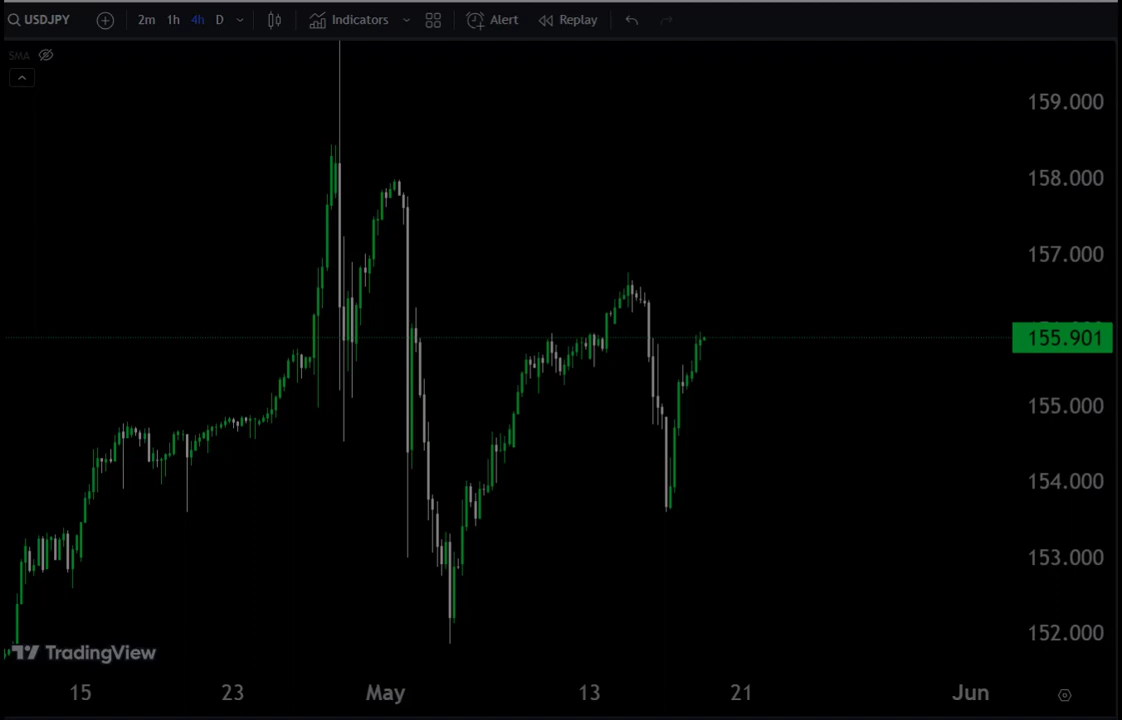 USDJPY 2m 1h 4h D Indicators Alert Replay
SMA
159.000
158.000
157.000
155.901
155.000
154.000
153.000
152.000
TradingView
15 23 May 13 21 Jun